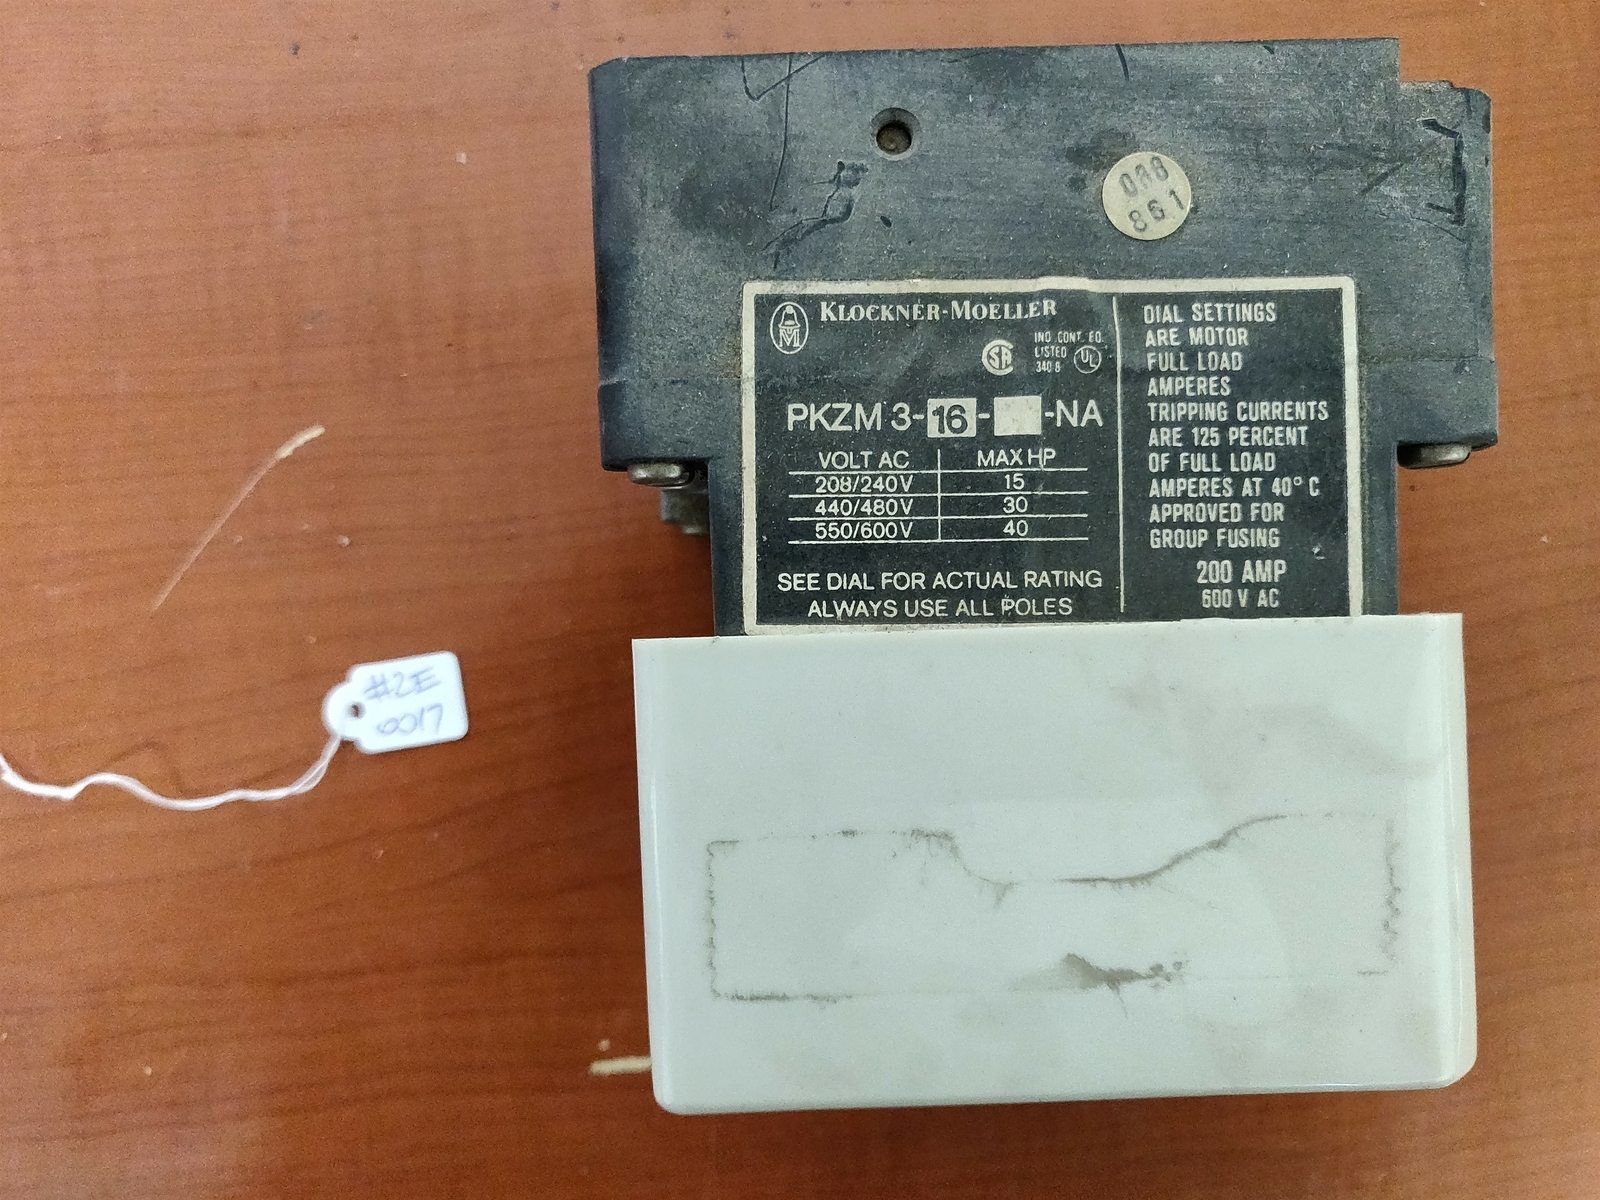 861
KLOCKNER-MOELLER
IND. CONT. EQ.
LISTED
340 B
UL
PKZM 3-16- -NA
VOLT AC MAX HP
208/240V 15
440/480V 30
550/600V 40
SEE DIAL FOR ACTUAL RATING
ALWAYS USE ALL POLES
DIAL SETTINGS
ARE MOTOR
FULL LOAD
AMPERES
TRIPPING CURRENTS
ARE 125 PERCENT
OF FULL LOAD
AMPERES AT 40° C
APPROVED FOR
GROUP FUSING
200 AMP
600 V AC
#2E
0017